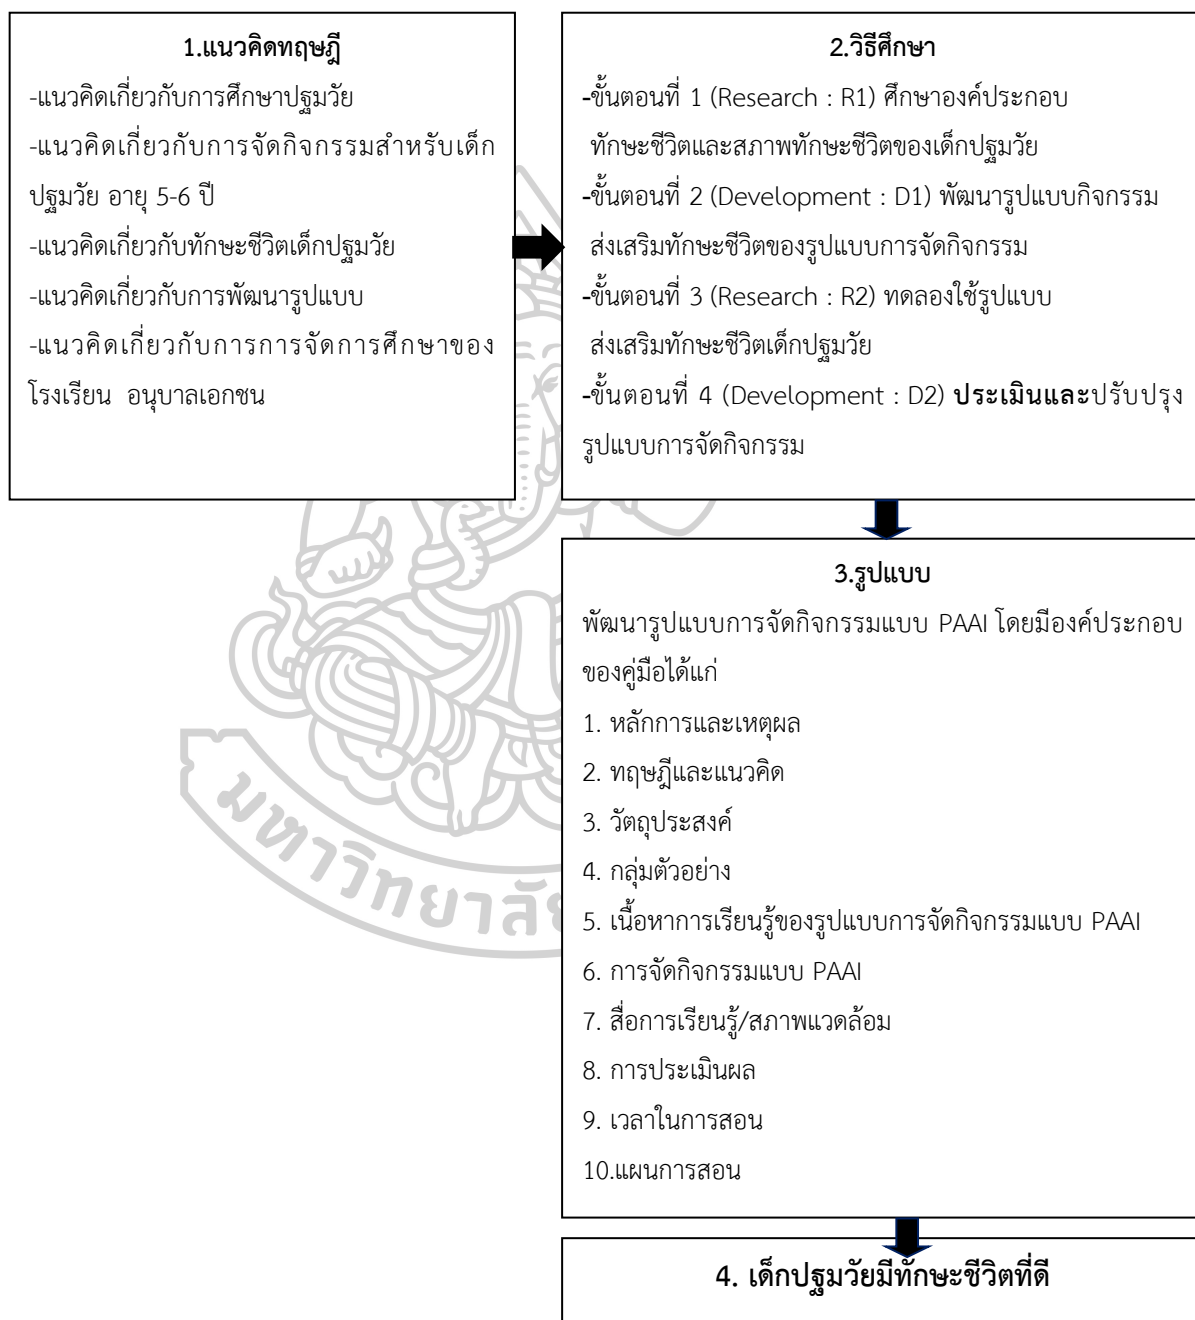 1.แนวคิดทฤษฎี
-แนวคิดเกี่ยวกับการศึกษาปฐมวัย
-แนวคิดเกี่ยวกับการจัดกิจกรรมสำหรับเด็ก
ปฐมวัย อายุ 5-6 ปี
-แนวคิดเกี่ยวกับทักษะชีวิตเด็กปฐมวัย
-แนวคิดเกี่ยวกับการพัฒนารูปแบบ
-แนวคิดเกี่ยวกับการการจัดการศึกษาของ
โรงเรียน อนุบาลเอกชน
2.วิธีศึกษา
-ขั้นตอนที่ 1 (Research : R1) ศึกษาองค์ประกอบ
ทักษะชีวิตและสภาพทักษะชีวิตของเด็กปฐมวัย
-ขั้นตอนที่ 2 (Development : D1) พัฒนารูปแบบกิจกรรม
ส่งเสริมทักษะชีวิตของรูปแบบการจัดกิจกรรม
-ขั้นตอนที่ 3 (Research : R2) ทดลองใช้รูปแบบ
ส่งเสริมทักษะชีวิตเด็กปฐมวัย
-ขั้นตอนที่ 4 (Development : D2) ประเมินและปรับปรุง
รูปแบบการจัดกิจกรรม
3.รูปแบบ
พัฒนารูปแบบการจัดกิจกรรมแบบ PAAI โดยมีองค์ประกอบ
ของคู่มือได้แก่
1. หลักการและเหตุผล
2. ทฤษฎีและแนวคิด
3. วัตถุประสงค์
4. กลุ่มตัวอย่าง
5. เนื้อหาการเรียนรู้ของรูปแบบการจัดกิจกรรมแบบ PAAI
6. การจัดกิจกรรมแบบ PAAI
7. สื่อการเรียนรู้/สภาพแวดล้อม
8. การประเมินผล
9. เวลาในการสอน
10.แผนการสอน
4. เด็กปฐมวัยมีทักษะชีวิตที่ดี
มหาวิทยาลัย